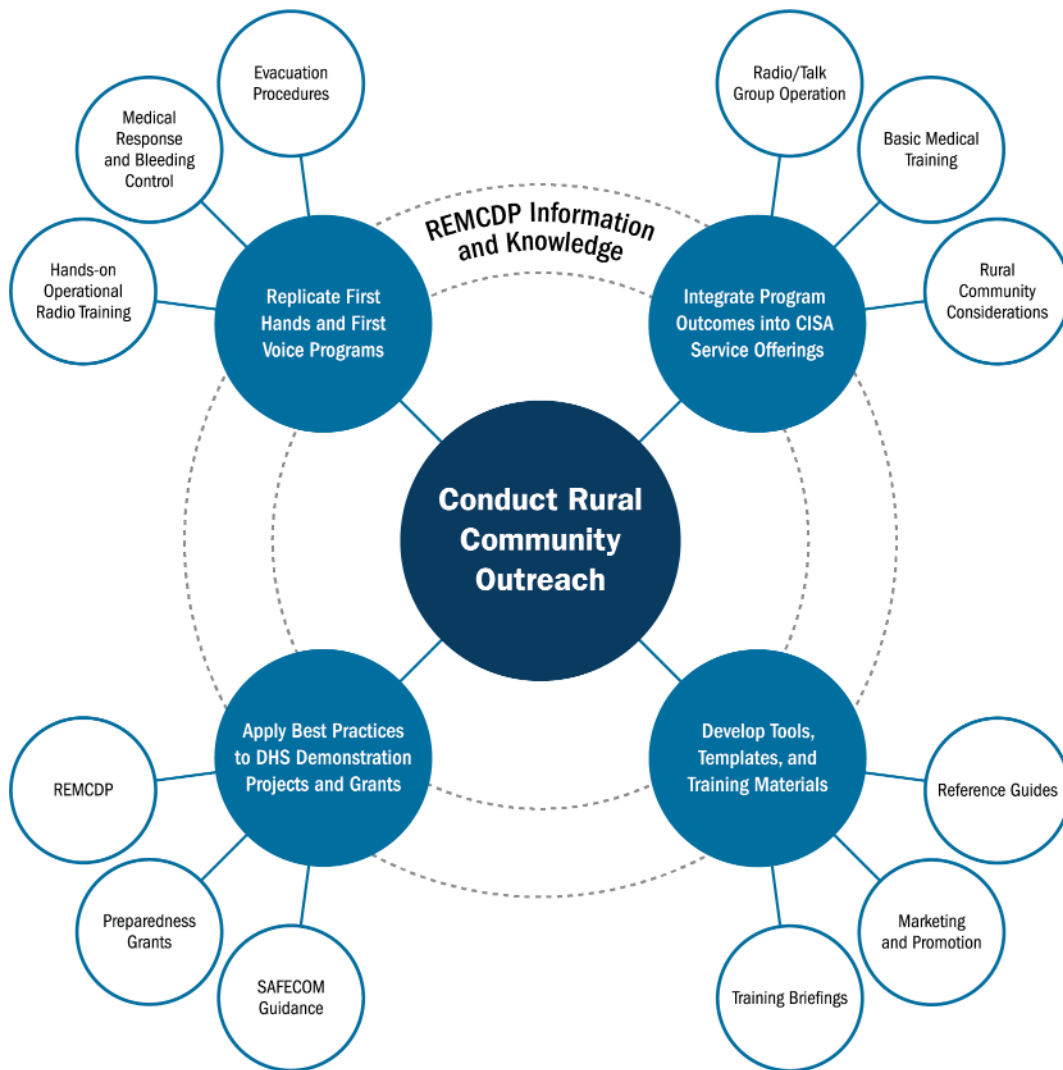 Evacuation
Procedures
Medical
Response
and Bleeding
Control
Hands-on
Operational
Radio Training
Replicate First
Hands and First
Voice Programs
REMCDP Information
and Knowledge
Radio/Talk
Group Operation
Basic Medical
Training
Rural
Community
Considerations
Integrate Program
Outcomes into CISA
Service Offerings
Conduct Rural
Community
Outreach
Apply Best Practices
to DHS Demonstration
Projects and Grants
REMCDP
Preparedness
Grants
SAFECOM
Guidance
Develop Tools,
Templates, and
Training Materials
Reference Guides
Marketing
and Promotion
Training Briefings